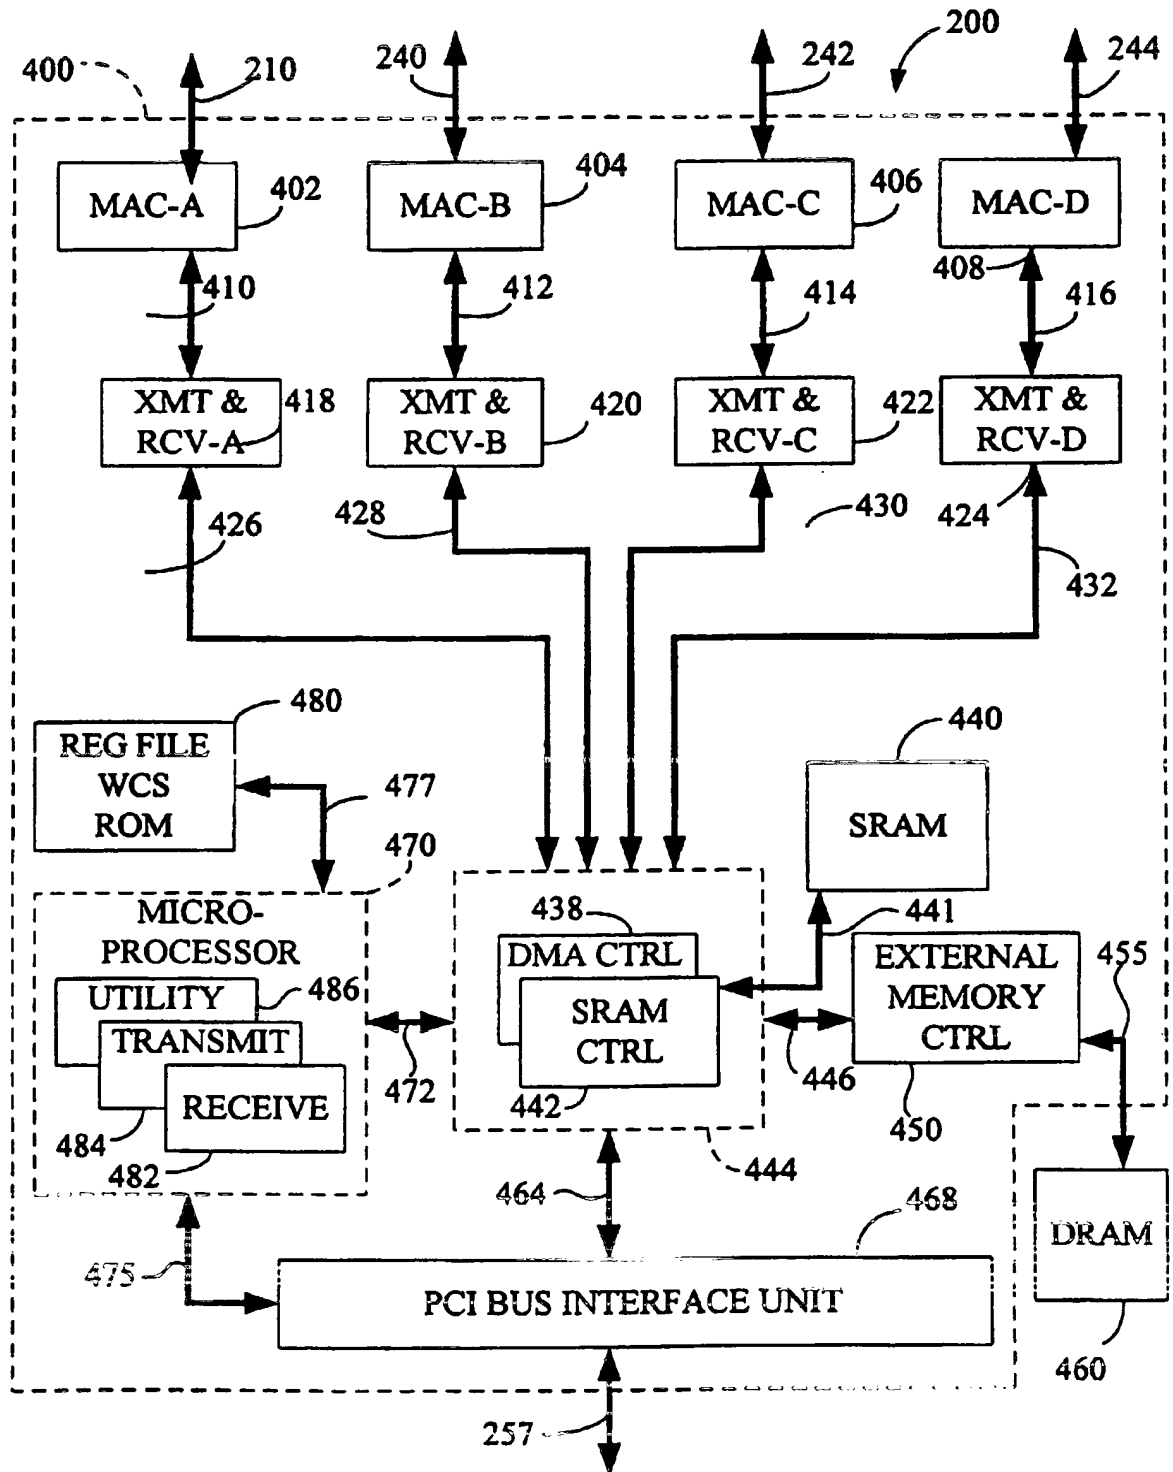 200
400
210
240
242
244
MAC-A
402
MAC-B
404
MAC-C
406
MAC-D
408
410
412
414
416
XMT &
RCV-A
418
XMT &
RCV-B
420
XMT &
RCV-C
422
XMT &
RCV-D
424
426
428
430
432
480
REG FILE
WCS
ROM
477
440
SRAM
470
MICRO-
PROCESSOR
UTILITY
486
TRANSMIT
RECEIVE
484
482
472
438
DMA CTRL
SRAM
CTRL
442
441
446
EXTERNAL
MEMORY
CTRL
450
455
444
464
468
475
PCI BUS INTERFACE UNIT
DRAM
460
257